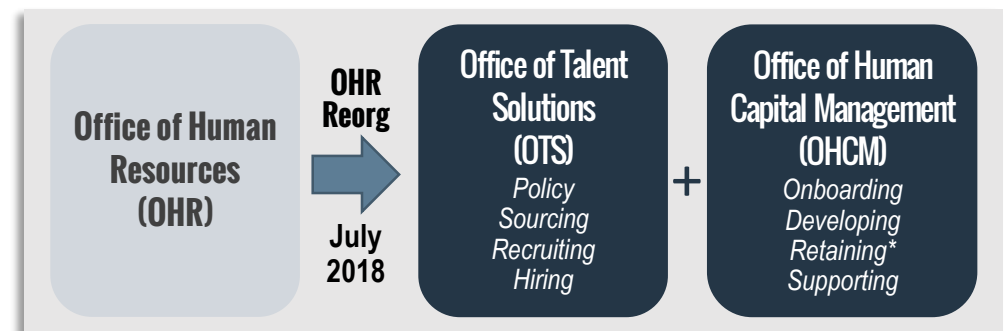 Office of Human
Resources
(OHR)
OHR
Reorg
July
2018
Office of Talent
Solutions
(OTS)
Policy
Sourcing
Recruiting
Hiring
+
Office of Human
Capital Management
(OHCM)
Onboarding
Developing
Retaining*
Supporting